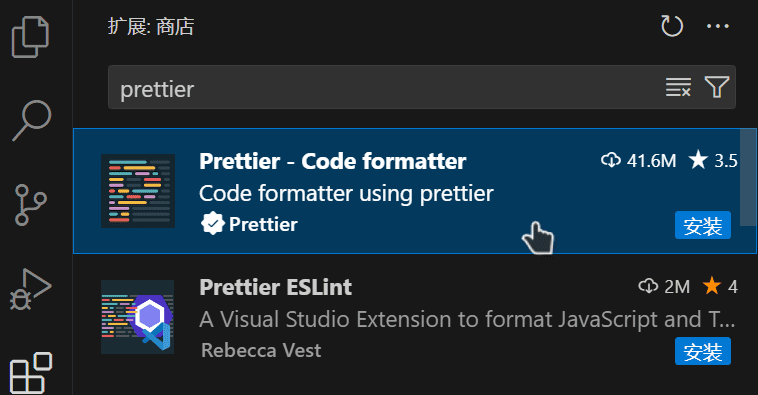 扩展: 商店
prettier
Prettier - Code formatter 41.6M 3.5
Code formatter using prettier
Prettier 安装
Prettier ESLint 2M 4
A Visual Studio Extension to format JavaScript and T...
Rebecca Vest 安装